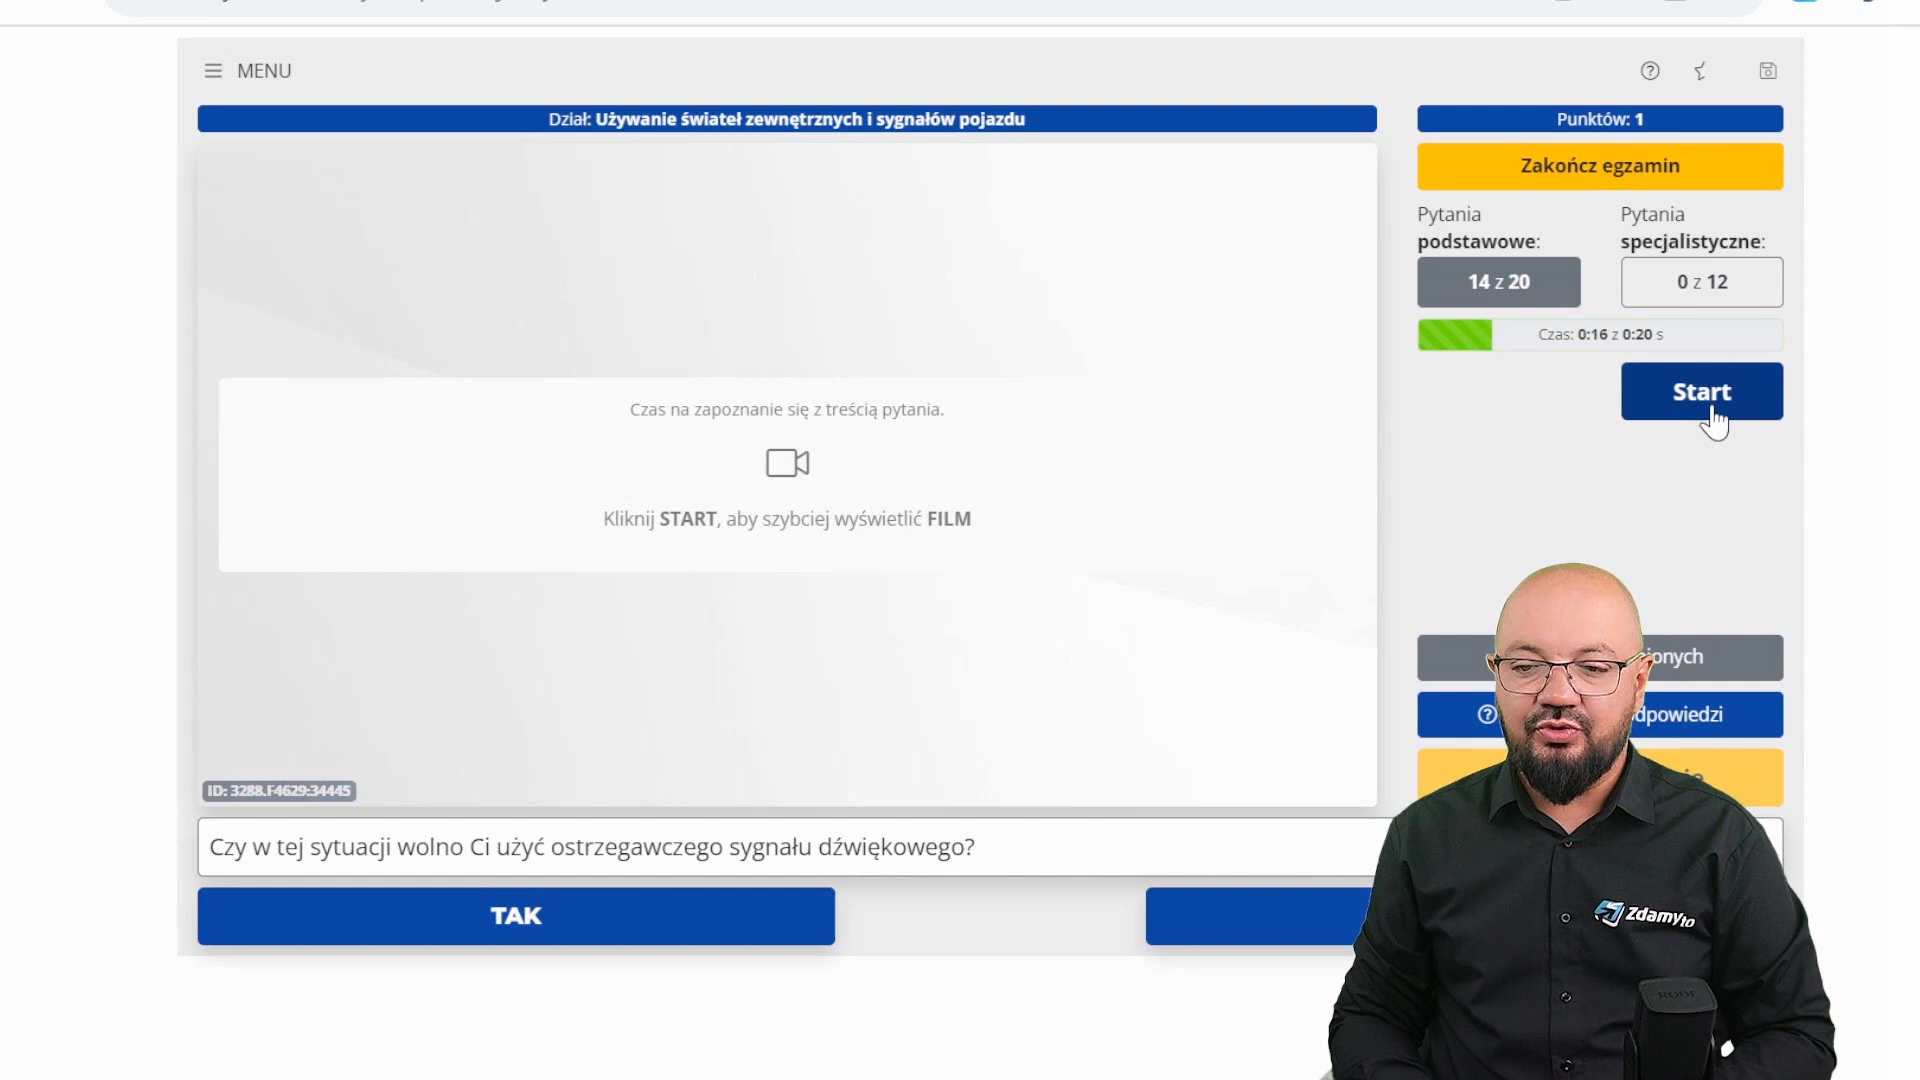 MENU
Dział: Używanie świateł zewnętrznych i sygnałów pojazdu
Punktów: 1
Zakończ egzamin
Pytania podstawowe:
Pytania specjalistyczne:
14 z 20
0 z 12
Czas: 0:16 z 0:20 s
Start
Czas na zapoznanie się z treścią pytania.
Kliknij START, aby szybciej wyświetlić FILM
ID: 3288.F4629:34445
Czy w tej sytuacji wolno Ci użyć ostrzegawczego sygnału dźwiękowego?
TAK
Zdamyto
RODE